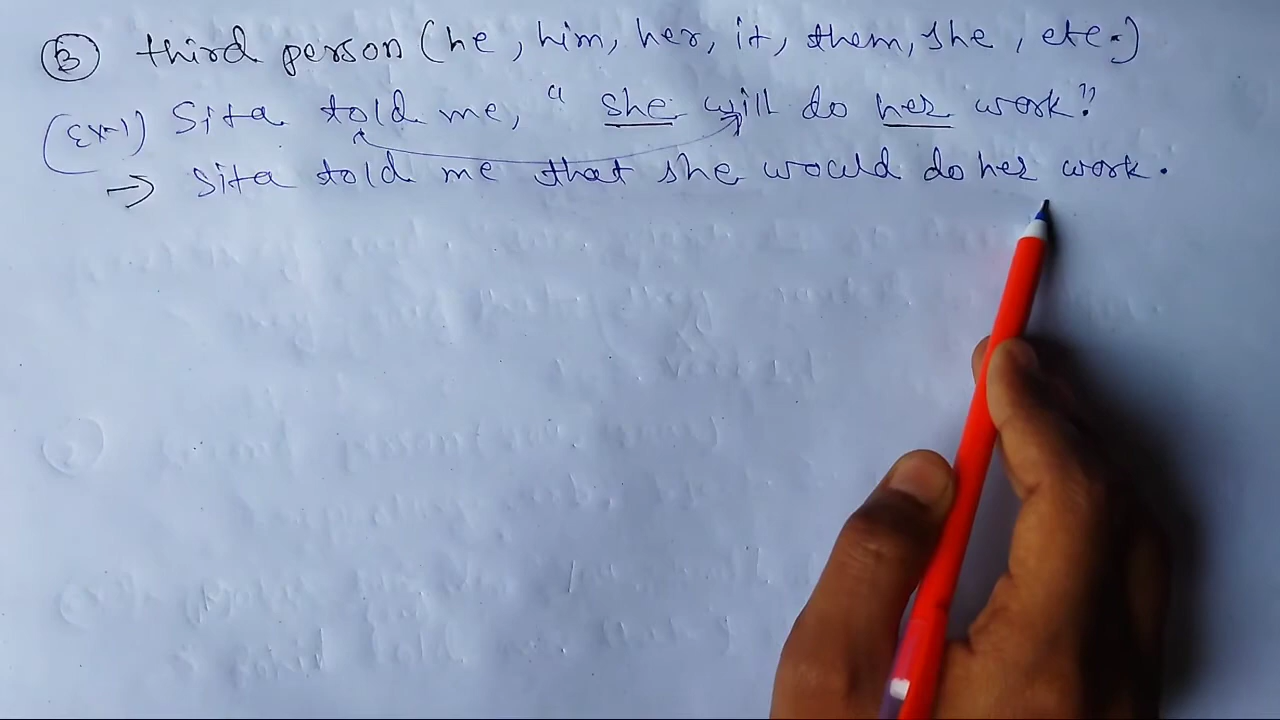 ③ third person (he, him, her, it, them, she, etc.)
(Ex-1) Sita told me, "she will do her work"
→ Sita told me that she would do her work.